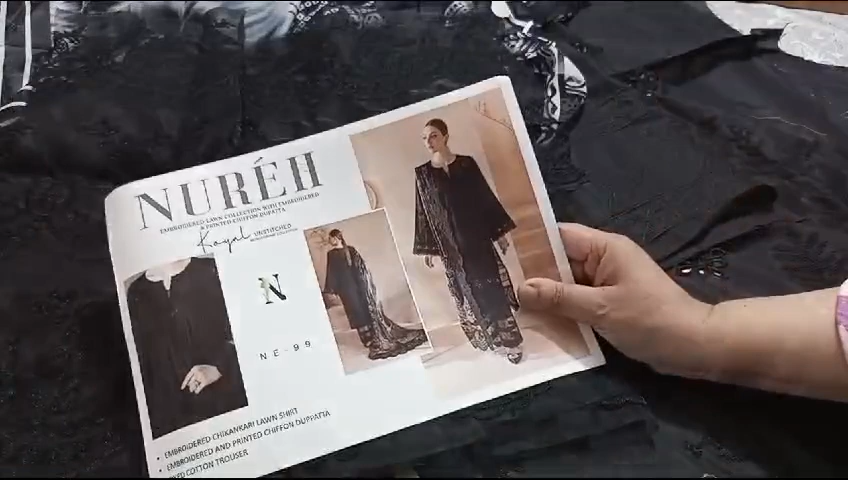 NURÉH
EMBROIDERED LAWN COLLECTION WITH EMBROIDERED
& PRINTED CHIFFON DUPATTA
Kayal UNSTITCHED
N
NE-99
• EMBROIDERED CHIKANKARI LAWN SHIRT
• EMBROIDERED AND PRINTED CHIFFON DUPPATTA
COTTON TROUSER